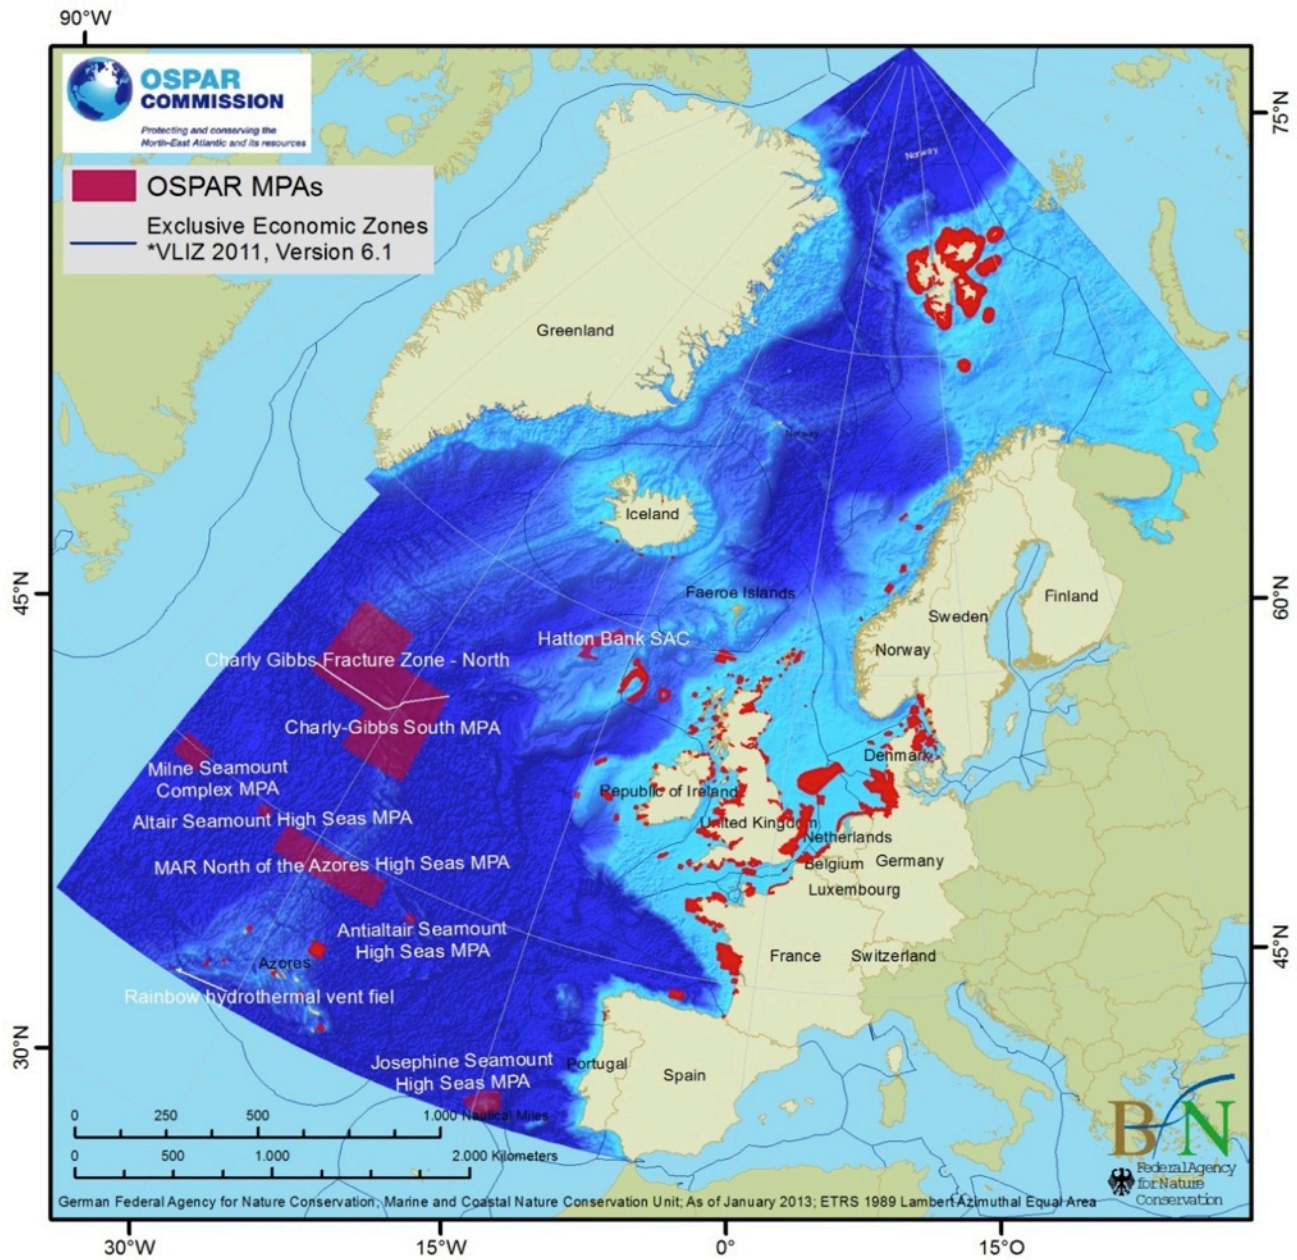 90°W
OSPAR
COMMISSION
Protecting and conserving the
North-East Atlantic and its resources
OSPAR MPAs
Exclusive Economic Zones
*VLIZ 2011, Version 6.1
75°N
Norway
Greenland
Norway
Iceland
45°N
60°N
Faeroe Islands
Finland
Sweden
Hatton Bank SAC
Norway
Charly Gibbs Fracture Zone - North
Charly-Gibbs South MPA
Denmark
Milne Seamount
Complex MPA
Republic of Ireland
Altair Seamount High Seas MPA
United Kingdom
Netherlands
MAR North of the Azores High Seas MPA
Belgium
Germany
Luxembourg
Antialtair Seamount
High Seas MPA
45°N
France
Switzerland
Azores
Rainbow hydrothermal vent fiel
30°N
Josephine Seamount
High Seas MPA
Portugal
Spain
0 250 500 1.000 Nautical Miles
0 500 1.000 2.000 Kilometers
BfN
Federal Agency
for Nature
Conservation
German Federal Agency for Nature Conservation, Marine and Coastal Nature Conservation Unit; As of January 2013; ETRS 1989 Lambert Azimuthal Equal Area
30°W 15°W 0° 15°O